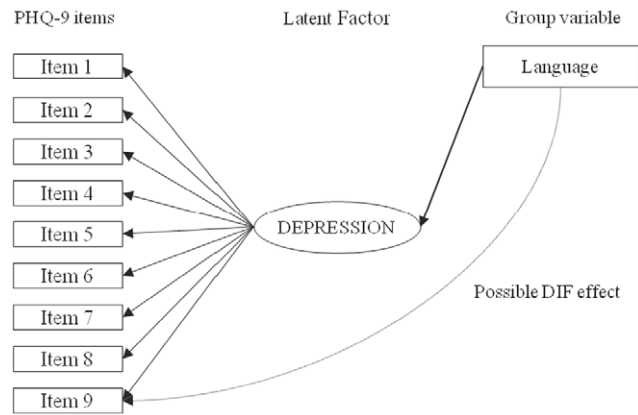 PHQ-9 items
Latent Factor
Group variable
Item 1
Item 2
Item 3
Item 4
Item 5
Item 6
Item 7
Item 8
Item 9
DEPRESSION
Language
Possible DIF effect